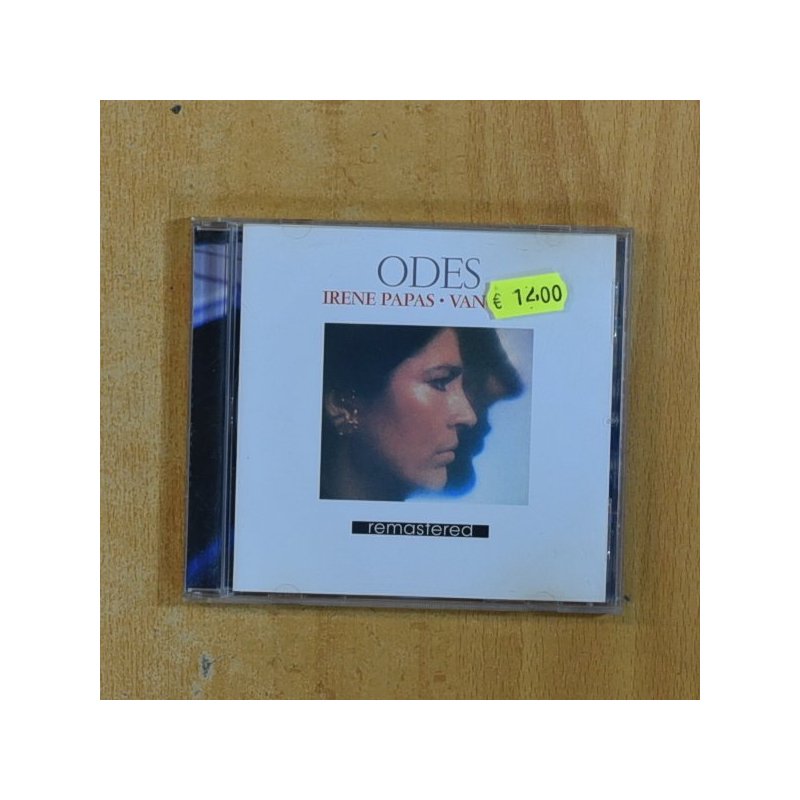 ODES
IRENE PAPAS • VAN
€ 12.00
remastered